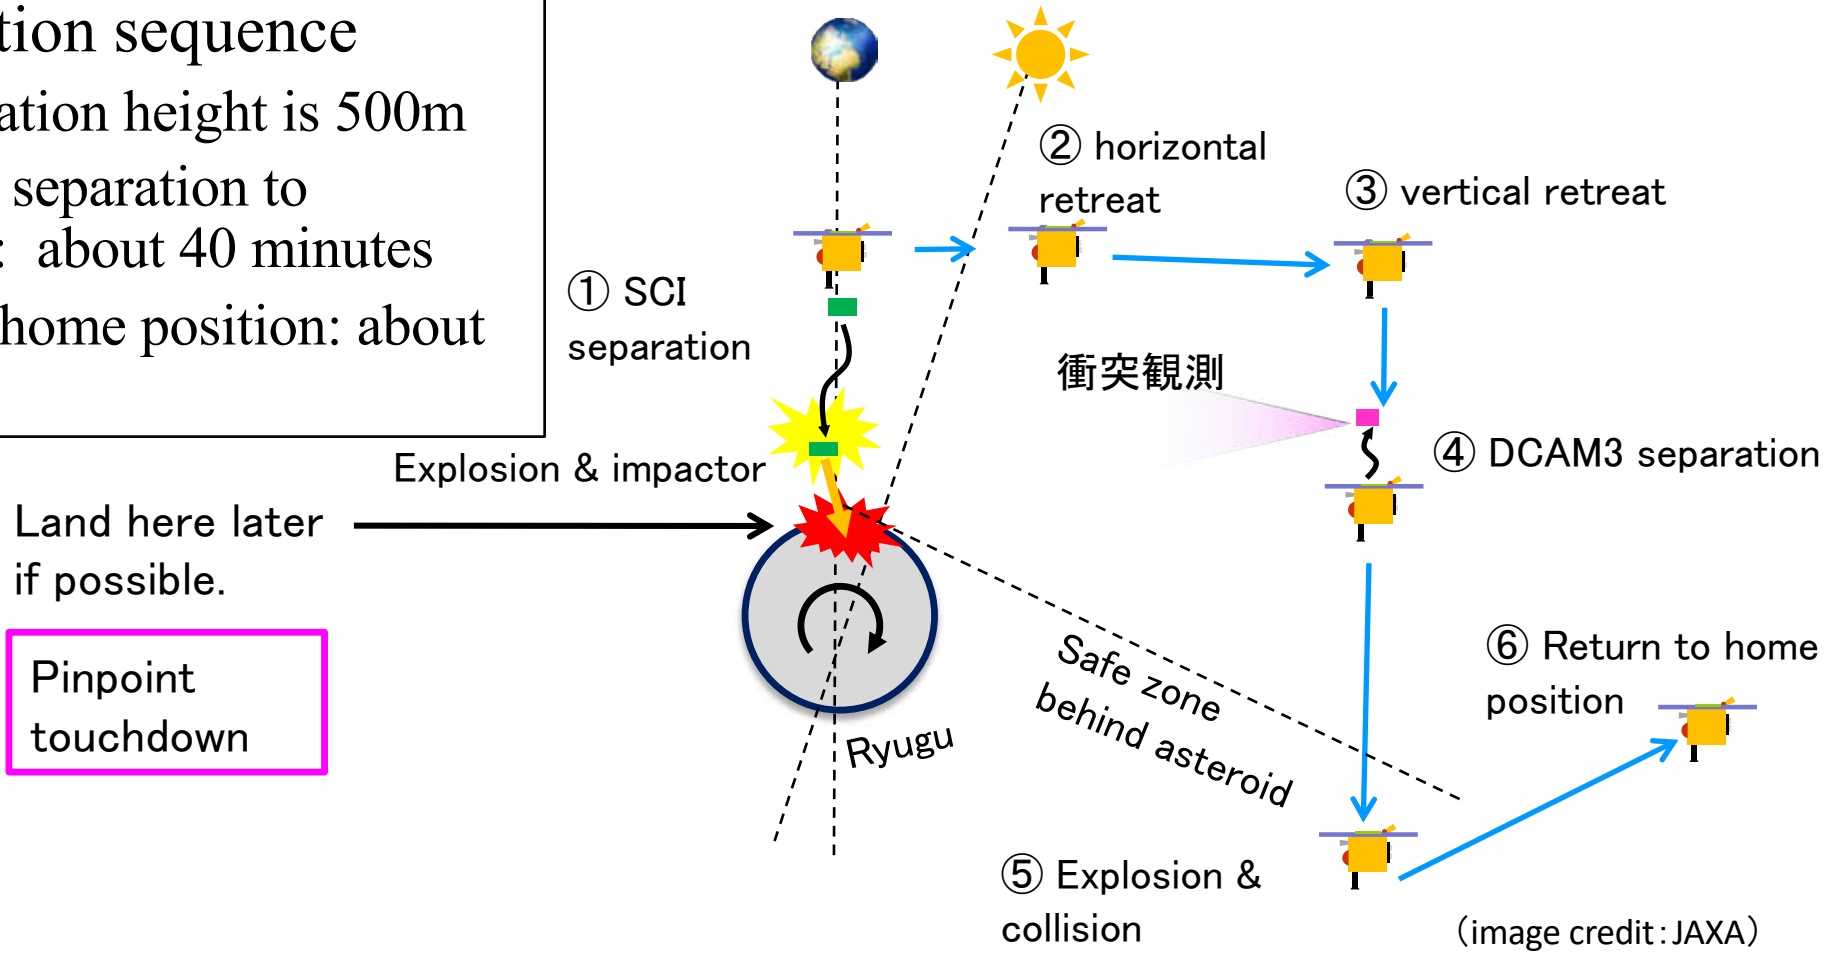 tion sequence
ation height is 500m
separation to
: about 40 minutes
home position: about
② horizontal
retreat
③ vertical retreat
① SCI
separation
衝突観測
④ DCAM3 separation
Explosion & impactor
Land here later
if possible.
Pinpoint
touchdown
Ryugu
Safe zone
behind asteroid
⑥ Return to home
position
⑤ Explosion &
collision
(image credit:JAXA)